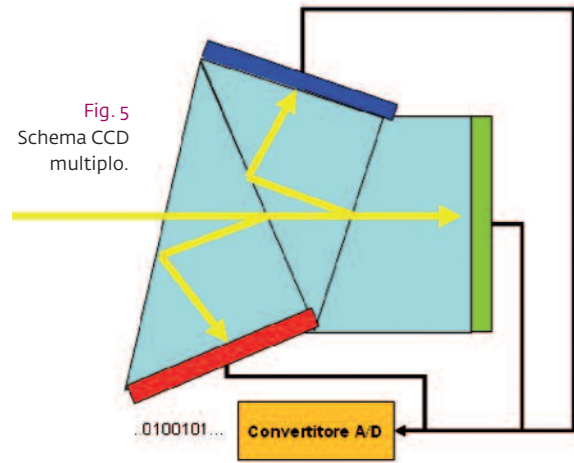 Fig. 5
Schema CCD
multiplo.
..0100101...
Convertitore A/D